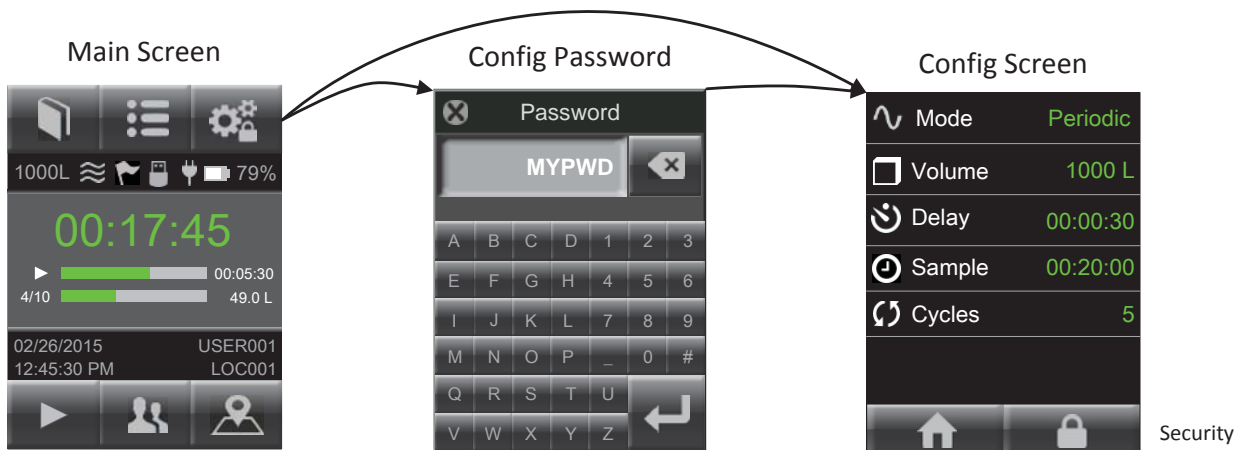 Main Screen
1000L 79%
00:17:45
00:05:30
4/10 49.0 L
02/26/2015 USER001
12:45:30 PM LOC001
Config Password
Password
MYPWD
A B C D 1 2 3
E F G H 4 5 6
I J K L 7 8 9
M N O P _ 0 #
Q R S T U
V W X Y Z
Config Screen
Mode Periodic
Volume 1000 L
Delay 00:00:30
Sample 00:20:00
Cycles 5
Security